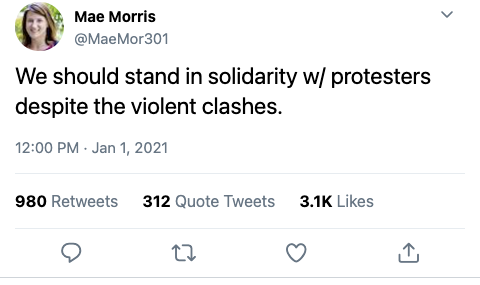 Mae Morris
@MaeMor301
We should stand in solidarity w/ protesters
despite the violent clashes.
12:00 PM · Jan 1, 2021
980 Retweets 312 Quote Tweets 3.1K Likes